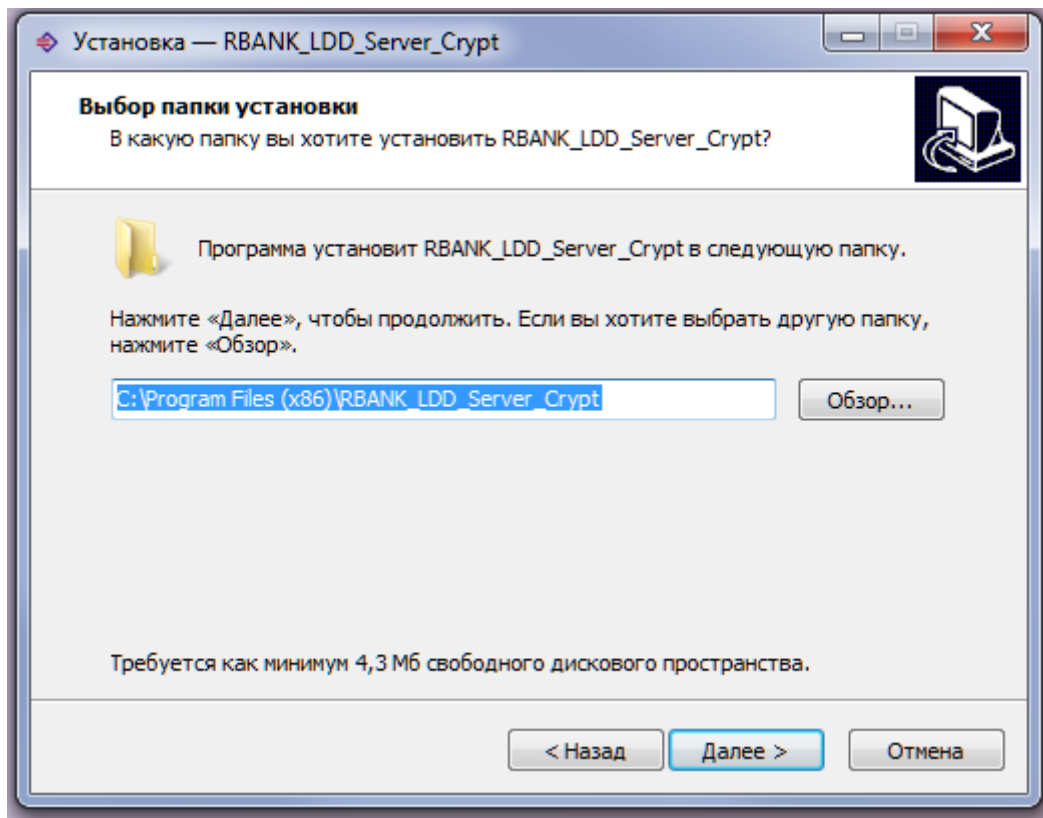 Установка — RBANK_LDD_Server_Crypt
Выбор папки установки
В какую папку вы хотите установить RBANK_LDD_Server_Crypt?
Программа установит RBANK_LDD_Server_Crypt в следующую папку.
Нажмите «Далее», чтобы продолжить. Если вы хотите выбрать другую папку,
нажмите «Обзор».
C:\Program Files (x86)\RBANK_LDD_Server_Crypt
Обзор...
Требуется как минимум 4,3 Мб свободного дискового пространства.
< Назад
Далее >
Отмена